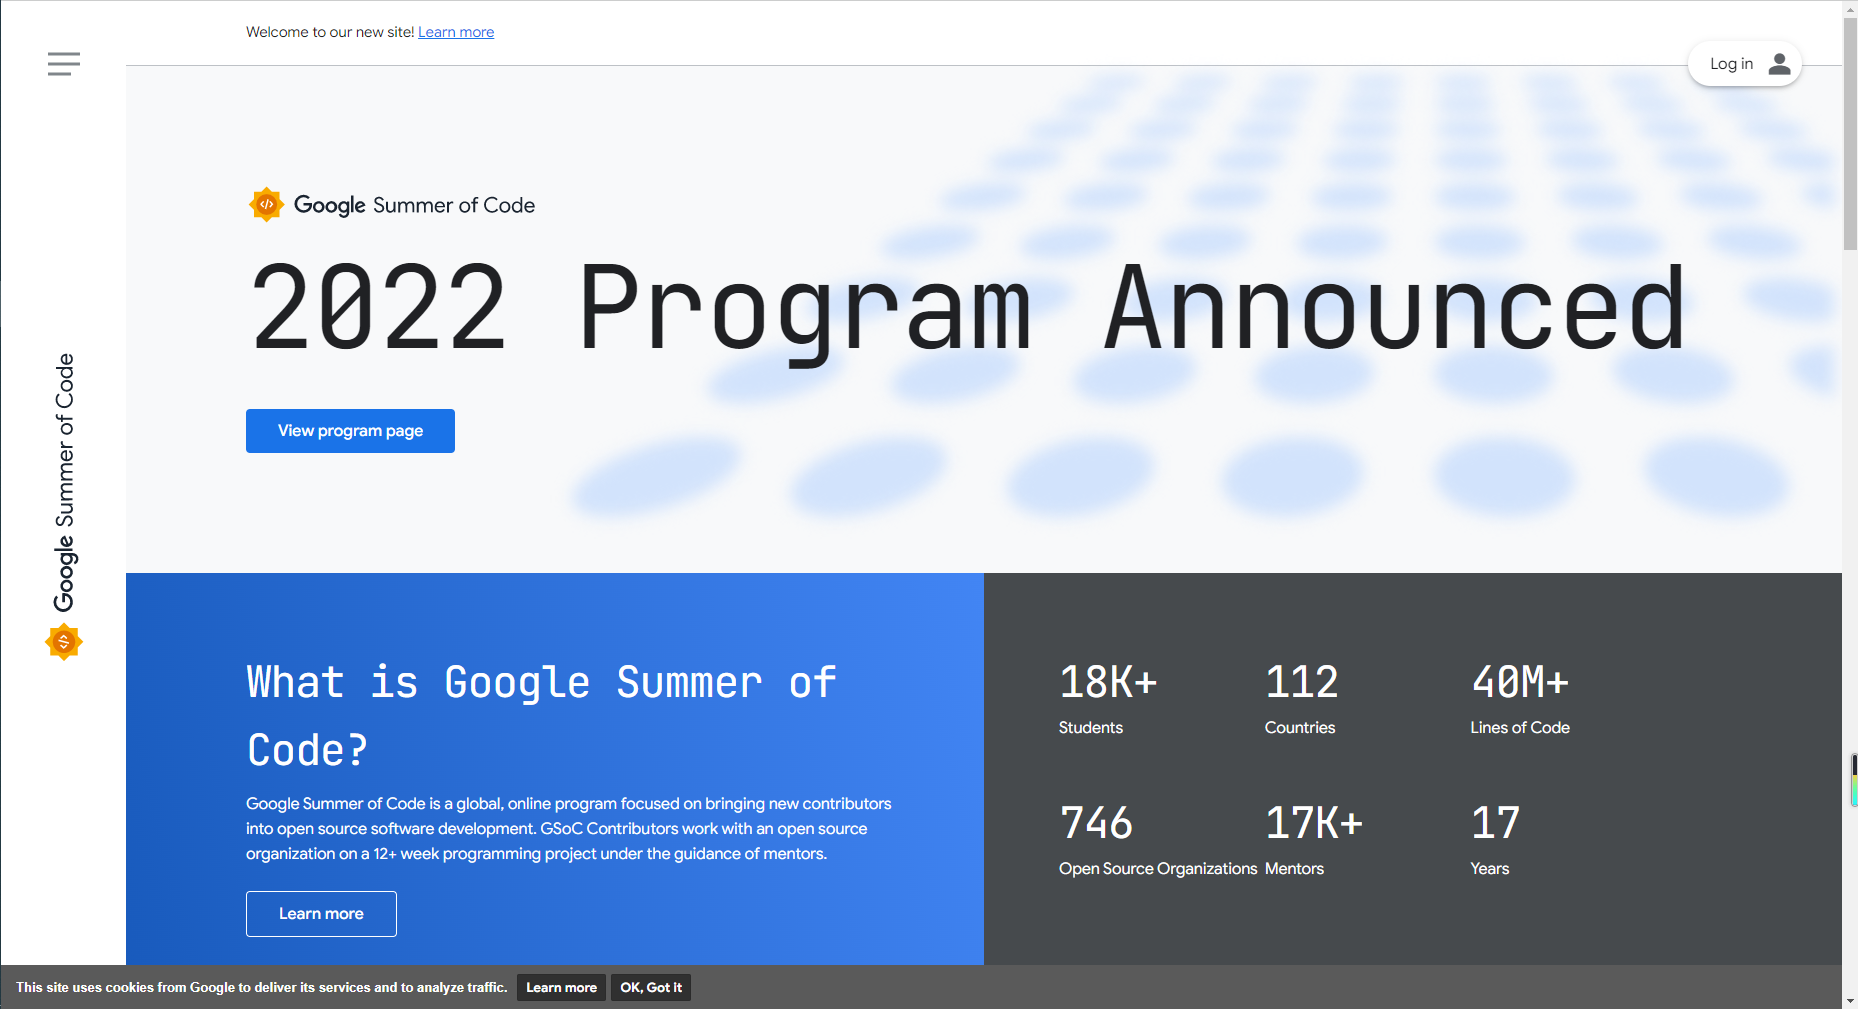 Welcome to our new site! Learn more
Log in
Google Summer of Code
2022 Program Announced
View program page
Google Summer of Code
What is Google Summer of
Code?
Google Summer of Code is a global, online program focused on bringing new contributors
into open source software development. GSoC Contributors work with an open source
organization on a 12+ week programming project under the guidance of mentors.
Learn more
18K+
Students
112
Countries
40M+
Lines of Code
746
Open Source Organizations
17K+
Mentors
17
Years
This site uses cookies from Google to deliver its services and to analyze traffic. Learn more OK, Got it